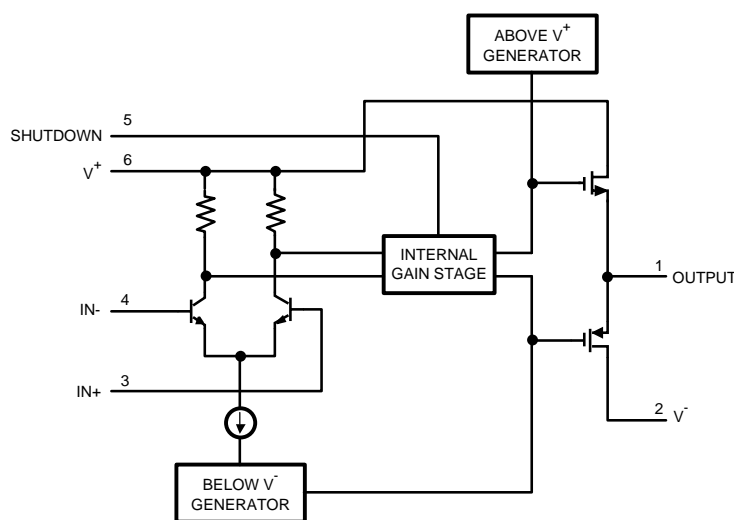 ABOVE V+
GENERATOR
5
SHUTDOWN
6
V+
INTERNAL
GAIN STAGE
1
OUTPUT
4
IN-
3
IN+
2
V-
BELOW V-
GENERATOR